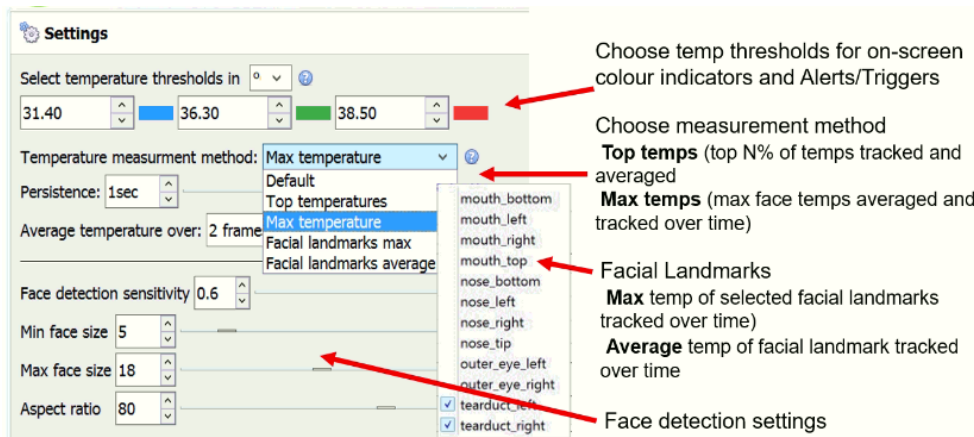 Settings
Select temperature thresholds in º
31.40 36.30 38.50
Temperature measurment method: Max temperature
Default
Top temperatures
Max temperature
Facial landmarks max
Facial landmarks average
Persistence: 1sec
Average temperature over: 2 frame
Face detection sensitivity 0.6
Min face size 5
Max face size 18
Aspect ratio 80
mouth_bottom
mouth_left
mouth_right
mouth_top
nose_bottom
nose_left
nose_right
nose_tip
outer_eye_left
outer_eye_right
tearduct_left
tearduct_right
Choose temp thresholds for on-screen
colour indicators and Alerts/Triggers
Choose measurement method
Top temps (top N% of temps tracked and
averaged
Max temps (max face temps averaged and
tracked over time)
Facial Landmarks
Max temp of selected facial landmarks
tracked over time)
Average temp of facial landmark tracked
over time
Face detection settings